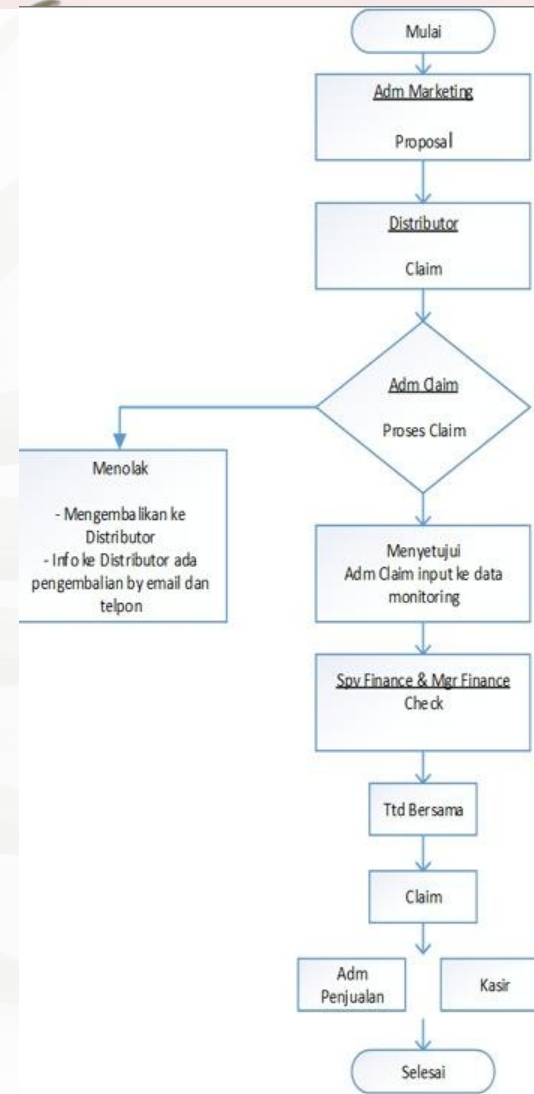 Mulai
Adm Marketing
Proposal
Distributor
Claim
Adm Claim
Proses Claim
Menolak
- Mengembalikan ke
Distributor
- Info ke Distributor ada
pengembalian by email dan
telpon
Menyetujui
Adm Claim input ke data
monitoring
Spv Finance & Mgr Finance
Check
Ttd Bersama
Claim
Adm
Penjualan
Kasir
Selesai